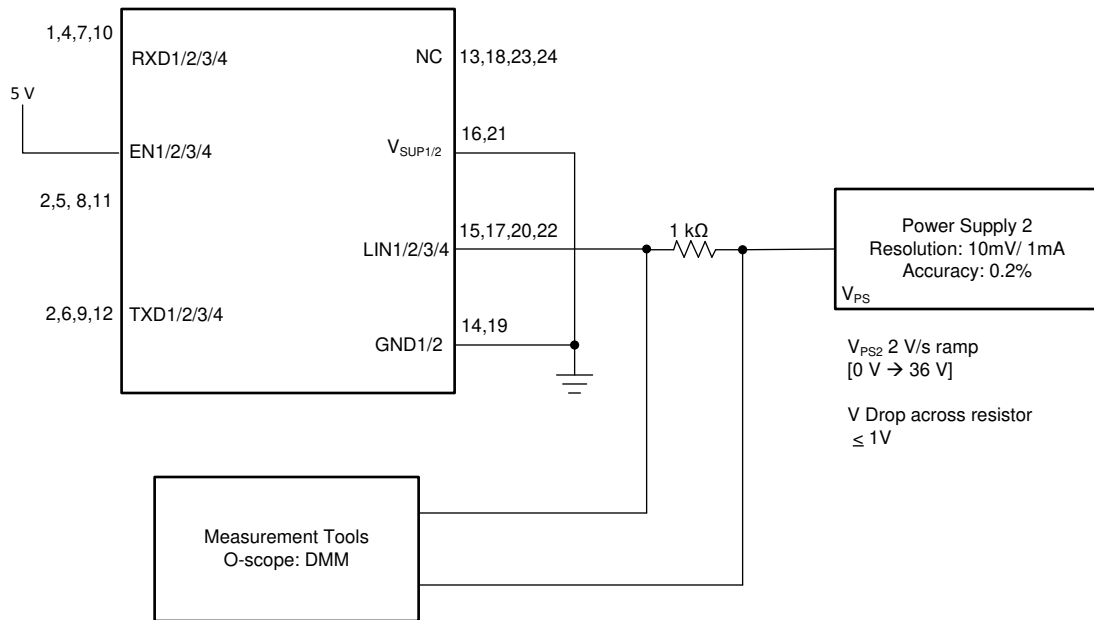 1,4,7,10
RXD1/2/3/4
NC
13,18,23,24
5 V
EN1/2/3/4
VSUP1/2
16,21
2,5, 8,11
LIN1/2/3/4
15,17,20,22
1 kΩ
Power Supply 2
Resolution: 10mV/ 1mA
Accuracy: 0.2%
VPS
2,6,9,12
TXD1/2/3/4
GND1/2
14,19
VPS2 2 V/s ramp
[0 V → 36 V]
V Drop across resistor
≤ 1V
Measurement Tools
O-scope: DMM